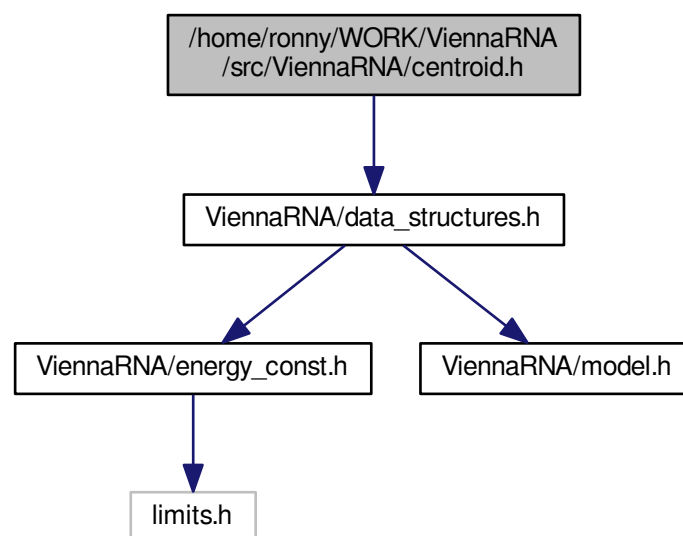 /home/ronny/WORK/ViennaRNA
/src/ViennaRNA/centroid.h
ViennaRNA/data_structures.h
ViennaRNA/energy_const.h
ViennaRNA/model.h
limits.h